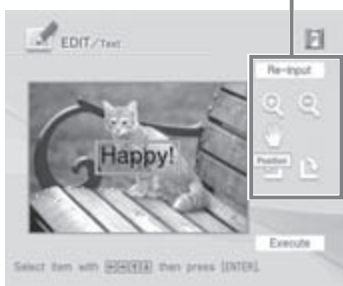 EDIT/Text
Re-input
Happy!
Position
Execute
Select item with then press [ENTER].